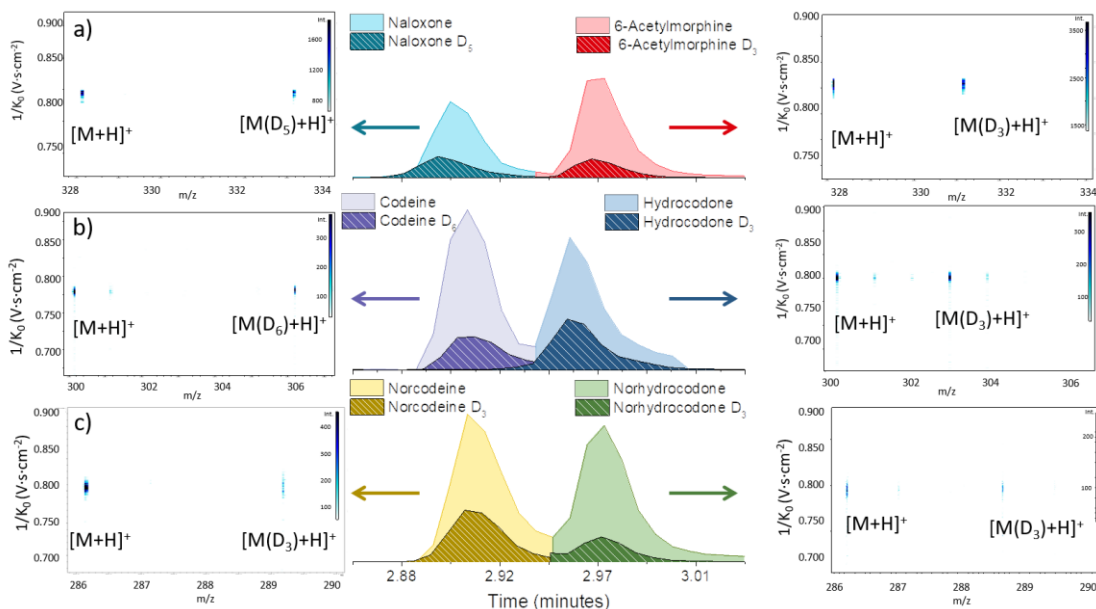 a)
0.900
0.850
0.800
0.750
1/K₀ (V·s·cm⁻²)
Int.
1600
1200
800
[M+H]⁺
[M(D₅)+H]⁺
328
330
332
334
m/z
Naloxone
Naloxone D₅
6-Acetylmorphine
6-Acetylmorphine D₃
0.900
0.850
0.800
0.750
1/K₀ (V·s·cm⁻²)
Int.
3500
2500
1500
[M+H]⁺
[M(D₃)+H]⁺
328
330
332
334
m/z
b)
0.900
0.850
0.800
0.750
0.700
1/K₀ (V·s·cm⁻²)
Int.
300
200
100
[M+H]⁺
[M(D₆)+H]⁺
300
302
304
306
m/z
Codeine
Codeine D₆
Hydrocodone
Hydrocodone D₃
0.900
0.850
0.800
0.750
0.700
1/K₀ (V·s·cm⁻²)
Int.
300
200
100
[M+H]⁺
[M(D₃)+H]⁺
300
302
304
306
m/z
c)
0.900
0.850
0.800
0.750
0.700
1/K₀ (V·s·cm⁻²)
Int.
400
300
200
100
[M+H]⁺
[M(D₃)+H]⁺
286
287
288
289
290
m/z
Norcodeine
Norcodeine D₃
Norhydrocodone
Norhydrocodone D₃
2.88
2.92
2.97
3.01
Time (minutes)
0.900
0.850
0.800
0.750
0.700
1/K₀ (V·s·cm⁻²)
Int.
200
100
[M+H]⁺
[M(D₃)+H]⁺
286
287
288
289
290
m/z